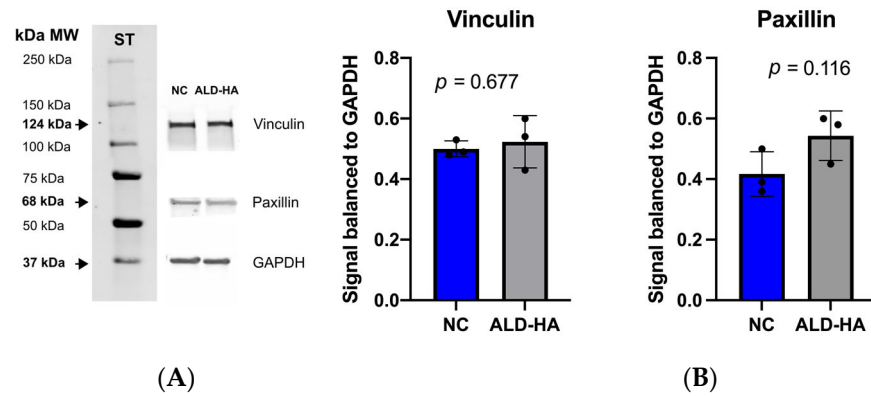 kDa MW
ST
250 kDa
150 kDa
124 kDa
100 kDa
75 kDa
68 kDa
50 kDa
37 kDa
NC ALD-HA
Vinculin
Paxillin
GAPDH
(A)
Vinculin
Signal balanced to GAPDH
0.8
0.6
0.4
0.2
0.0
p = 0.677
NC ALD-HA
Paxillin
Signal balanced to GAPDH
0.8
0.6
0.4
0.2
0.0
p = 0.116
NC ALD-HA
(B)